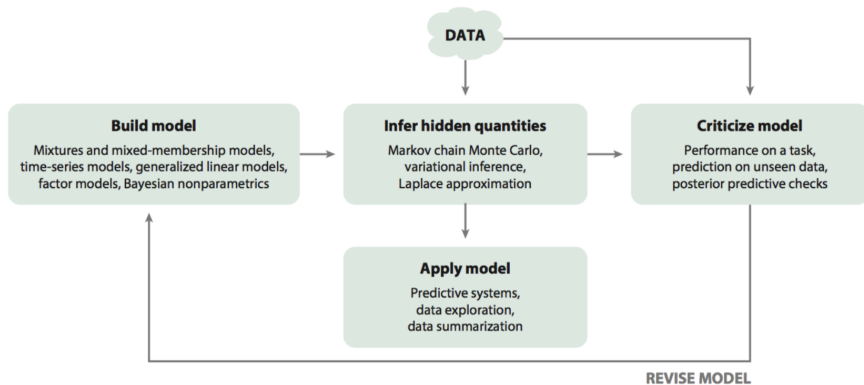 DATA
Build model
Mixtures and mixed-membership models,
time-series models, generalized linear models,
factor models, Bayesian nonparametrics
Infer hidden quantities
Markov chain Monte Carlo,
variational inference,
Laplace approximation
Criticize model
Performance on a task,
prediction on unseen data,
posterior predictive checks
Apply model
Predictive systems,
data exploration,
data summarization
REVISE MODEL